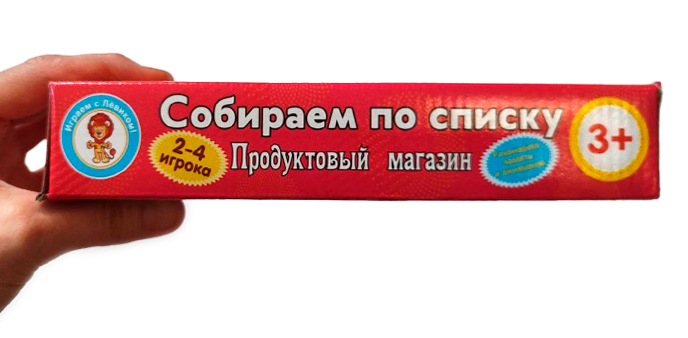 Играем с Лёвиком!
Собираем по списку
2-4
игрока
Продуктовый магазин
3+